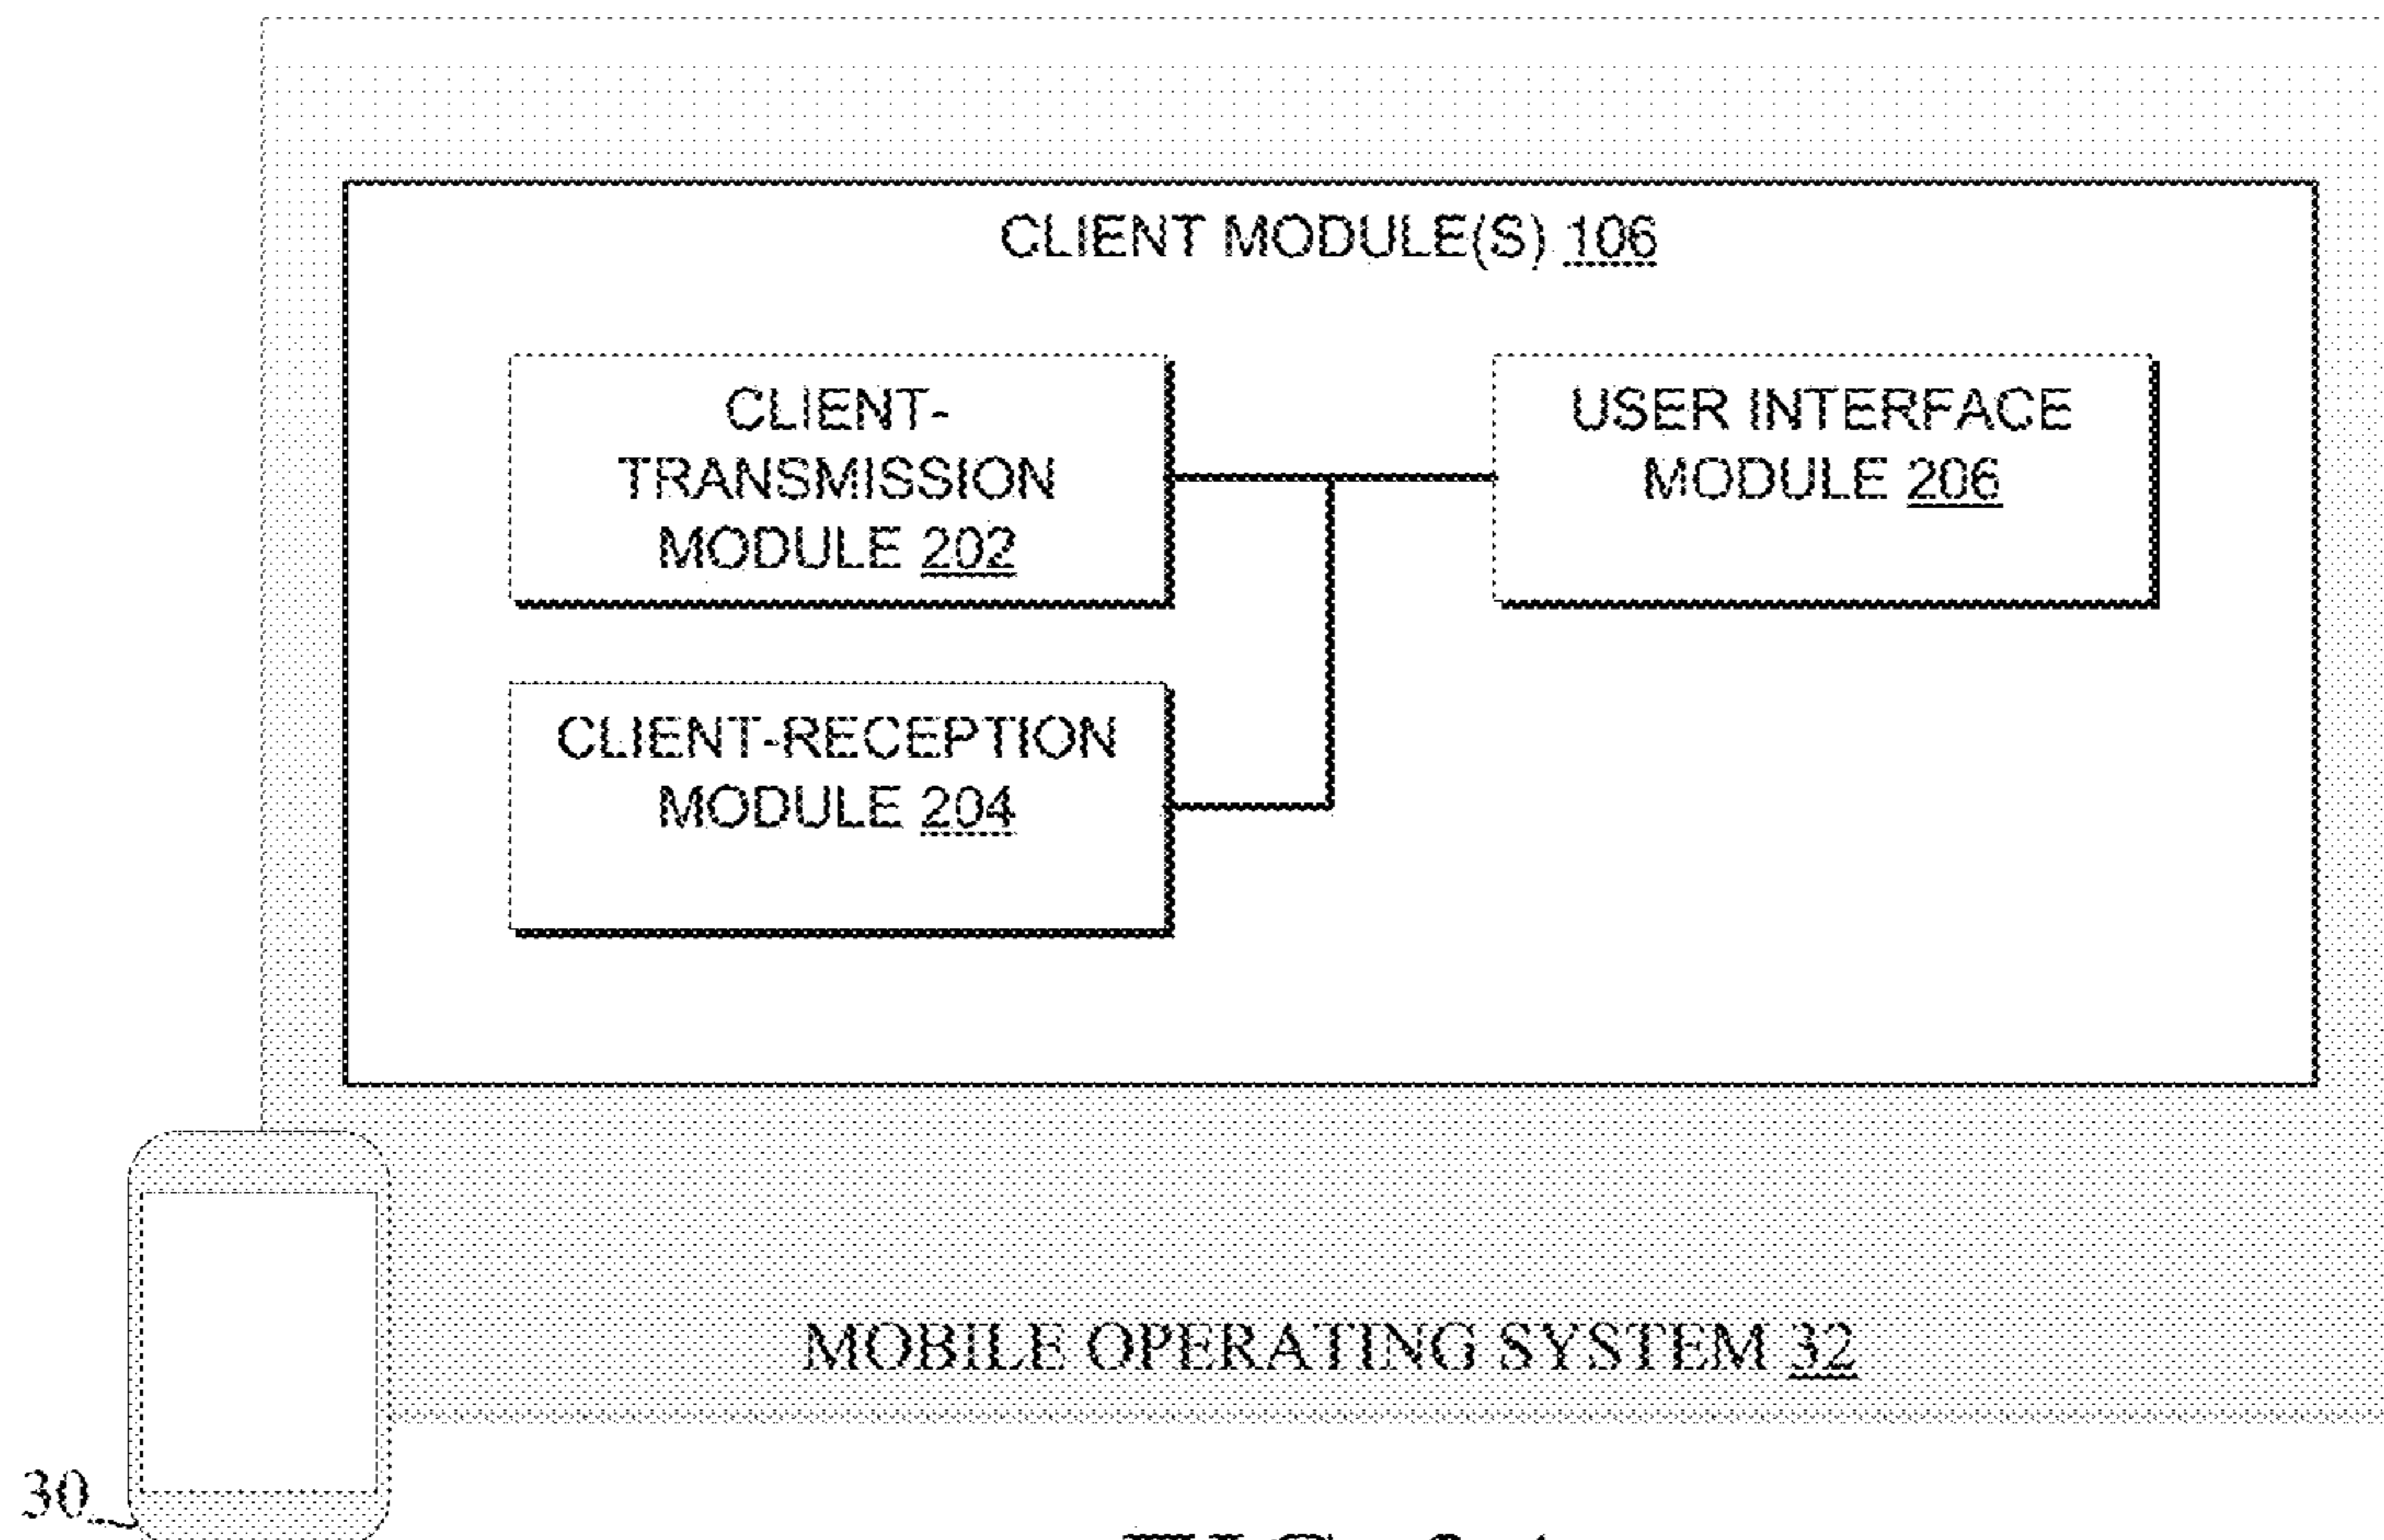 CLIENT MODULE(S) 106
CLIENT-
TRANSMISSION
MODULE 202
USER INTERFACE
MODULE 206
CLIENT-RECEPTION
MODULE 204
MOBILE OPERATING SYSTEM 32
30